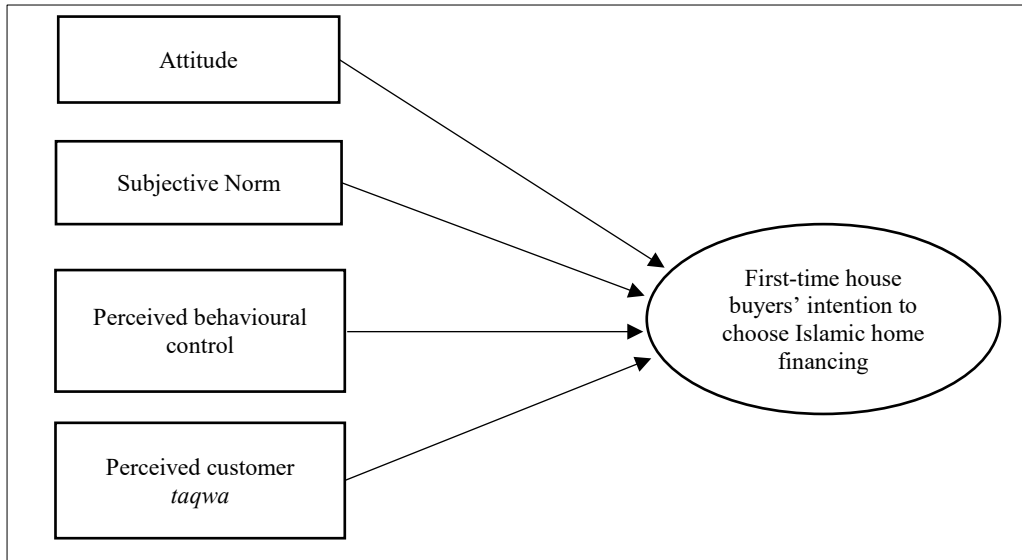 Attitude
Subjective Norm
Perceived behavioural
control
Perceived customer
taqwa
First-time house
buyers’ intention to
choose Islamic home
financing